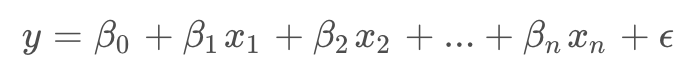 y = β₀ + β₁x₁ + β₂x₂ + ... + βₙxₙ + ϵ